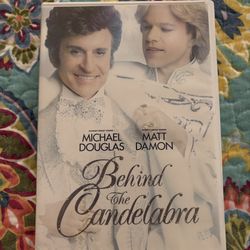 MICHAEL MATT
DOUGLAS DAMON
Behind
The
Candelabra